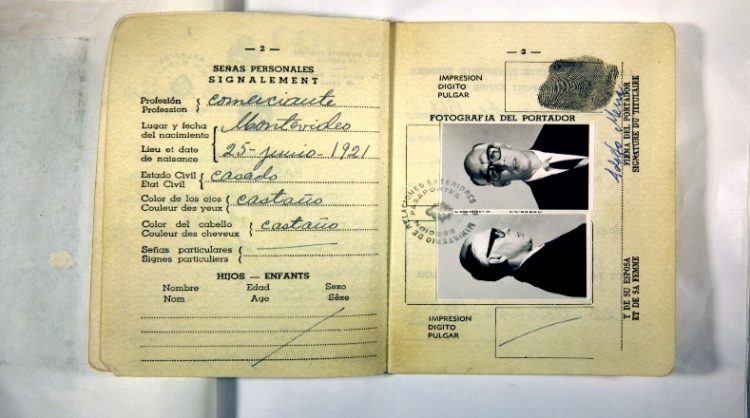 — 2 —
SEÑAS PERSONALES
SIGNALEMENT
Profesión
Profession
comerciante
Lugar y fecha
del nacimiento
Montevideo
Lieu et date
de naisance
25-junio-1921
Estado Civil
Etat Civil
casado
Color de los ojos
Couleur des yeux
castaño
Color del cabello
Couleur des cheveux
castaño
Señas particulares
Signes particuliers
HIJOS — ENFANTS
Nombre Edad Sexo
Nom Age Sèxe
— 3 —
IMPRESION
DIGITO
PULGAR
FOTOGRAFIA DEL PORTADOR
MINISTERIO DE RELACIONES EXTERIORES
PASAPORTES
IMPRESION
DIGITO
PULGAR
FIRMA DEL PORTADOR
SIGNATURE DU TITULAIRE
Y DE SU ESPOSA
ET DE SA FEMME